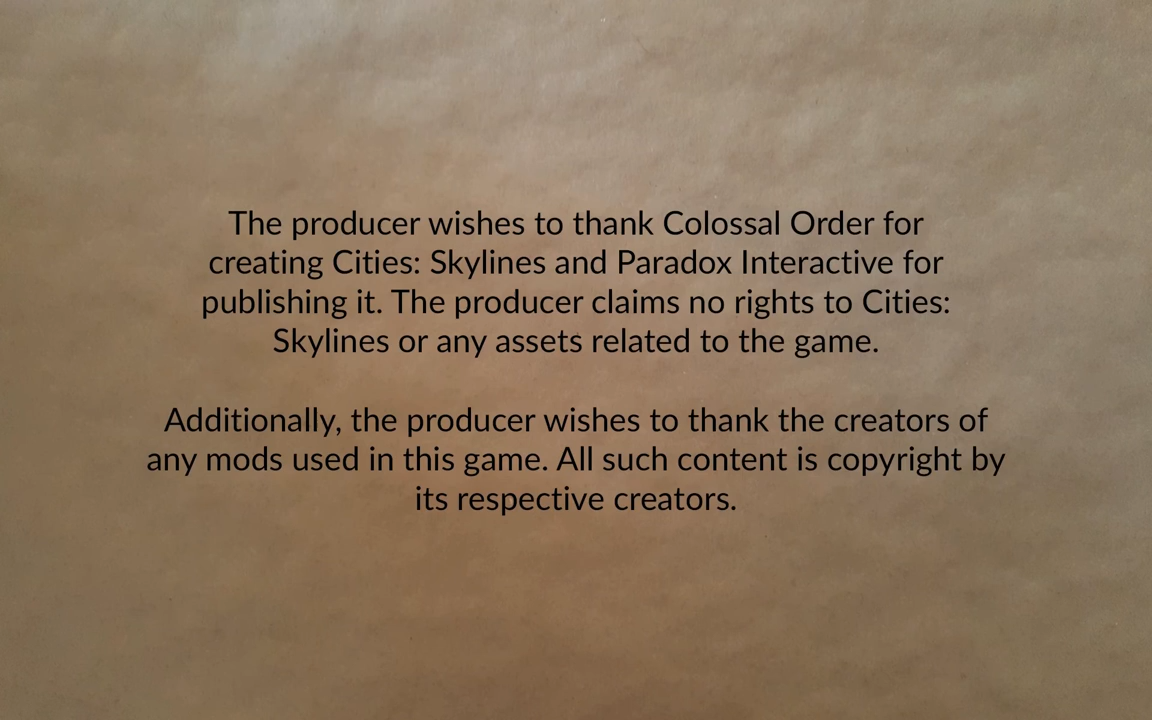 The producer wishes to thank Colossal Order for
creating Cities: Skylines and Paradox Interactive for
publishing it. The producer claims no rights to Cities:
Skylines or any assets related to the game.
Additionally, the producer wishes to thank the creators of
any mods used in this game. All such content is copyright by
its respective creators.